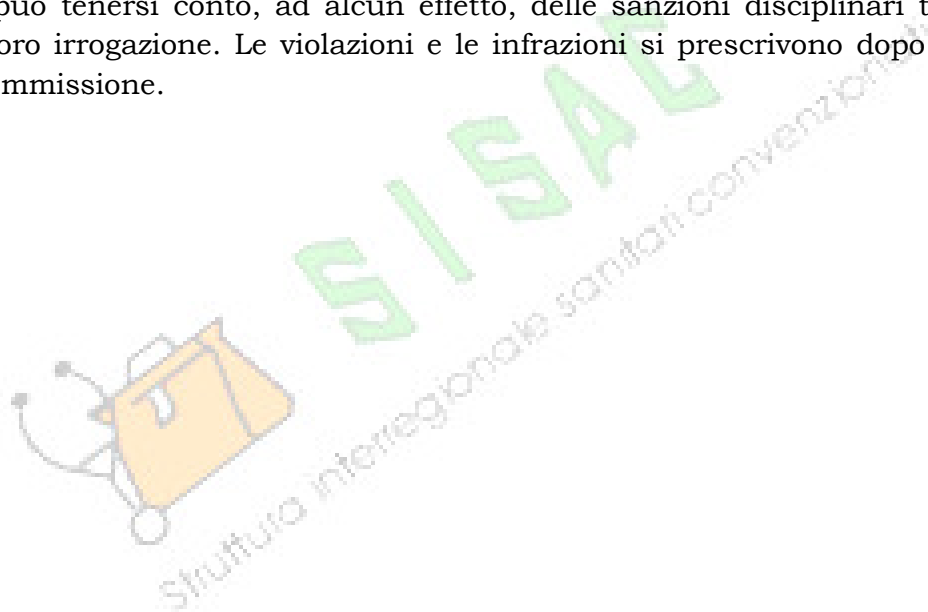 può tenersi conto, ad alcun effetto, delle sanzioni disciplinari t
oro irrogazione. Le violazioni e le infrazioni si prescrivono dopo
mmissione.
SISAC
Struttura interregionale sanitari convenzionati